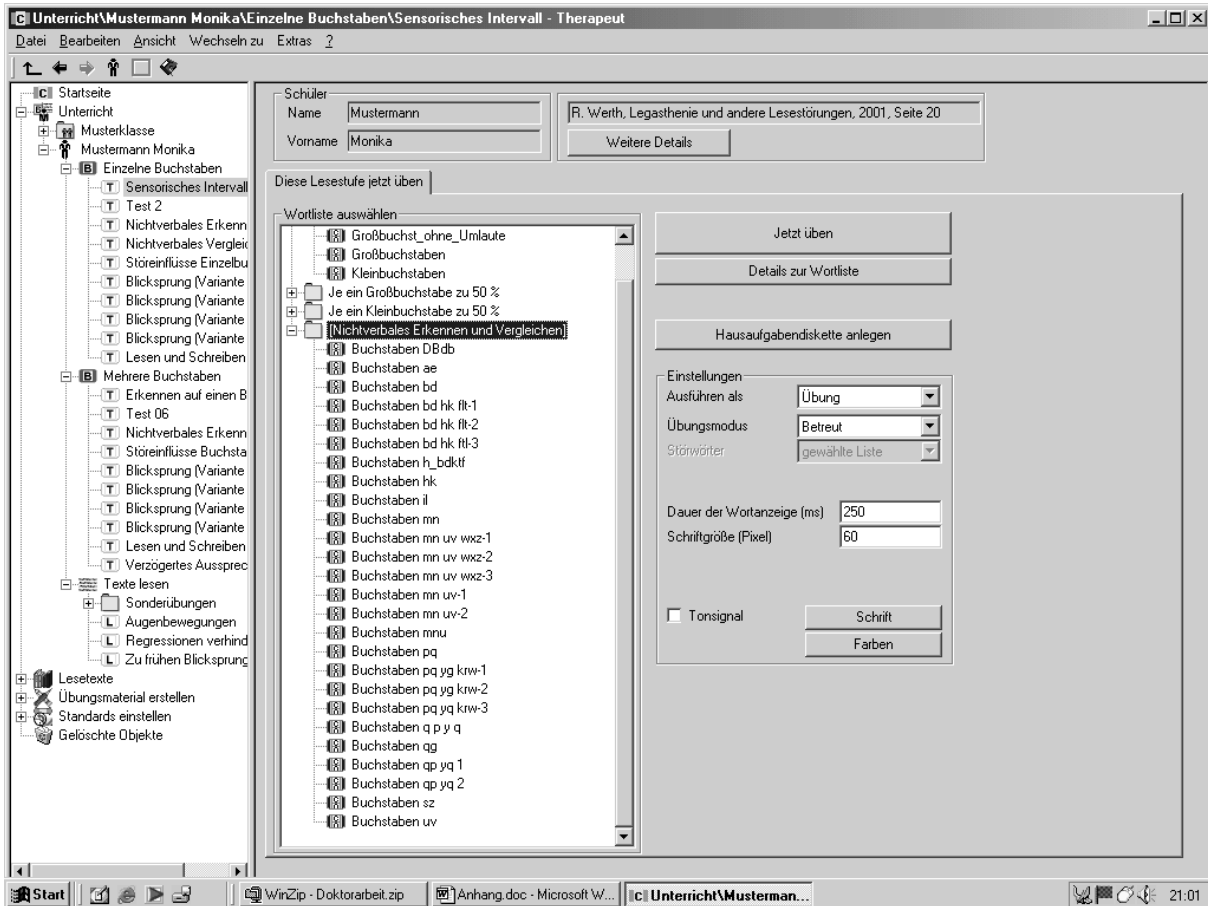 Unterricht\Mustermann Monika\Einzelne Buchstaben\Sensorisches Intervall - Therapeut
Datei Bearbeiten Ansicht Wechseln zu Extras ?
Startseite
Unterricht
Musterklasse
Mustermann Monika
Einzelne Buchstaben
Sensorisches Intervall
Test 2
Nichtverbales Erkenn
Nichtverbales Vergleic
Störeinflüsse Einzelbu
Blicksprung (Variante
Blicksprung (Variante
Blicksprung (Variante
Blicksprung (Variante
Lesen und Schreiben
Mehrere Buchstaben
Erkennen auf einen B
Test 06
Nichtverbales Erkenn
Störeinflüsse Buchsta
Blicksprung (Variante
Blicksprung (Variante
Blicksprung (Variante
Blicksprung (Variante
Lesen und Schreiben
Verzögertes Aussprec
Texte lesen
Sonderübungen
Augenbewegungen
Regressionen verhind
Zu frühen Blicksprung
Lesetexte
Übungsmaterial erstellen
Standards einstellen
Gelöschte Objekte
Schüler
Name Mustermann
Vorname Monika
R. Werth, Legasthenie und andere Lesestörungen, 2001, Seite 20
Weitere Details
Diese Lesestufe jetzt üben
Wortliste auswählen
Großbuchst_ohne_Umlaute
Großbuchstaben
Kleinbuchstaben
Je ein Großbuchstabe zu 50 %
Je ein Kleinbuchstabe zu 50 %
[Nichtverbales Erkennen und Vergleichen]
Buchstaben DBdb
Buchstaben ae
Buchstaben bd
Buchstaben bd hk flt-1
Buchstaben bd hk flt-2
Buchstaben bd hk ftl-3
Buchstaben h_bdktf
Buchstaben hk
Buchstaben il
Buchstaben mn
Buchstaben mn uv wxz-1
Buchstaben mn uv wxz-2
Buchstaben mn uv wxz-3
Buchstaben mn uv-1
Buchstaben mn uv-2
Buchstaben mnu
Buchstaben pq
Buchstaben pq yg krw-1
Buchstaben pq yg krw-2
Buchstaben pq yq krw-3
Buchstaben q p y q
Buchstaben qg
Buchstaben qp yq 1
Buchstaben qp yq 2
Buchstaben sz
Buchstaben uv
Jetzt üben
Details zur Wortliste
Hausaufgabendiskette anlegen
Einstellungen
Ausführen als Übung
Übungsmodus Betreut
Störwörter gewählte Liste
Dauer der Wortanzeige (ms) 250
Schriftgröße (Pixel) 60
Tonsignal
Schrift
Farben
Start
WinZip - Doktorarbeit.zip
Anhang.doc - Microsoft W...
Unterricht\Musterman...
21:01